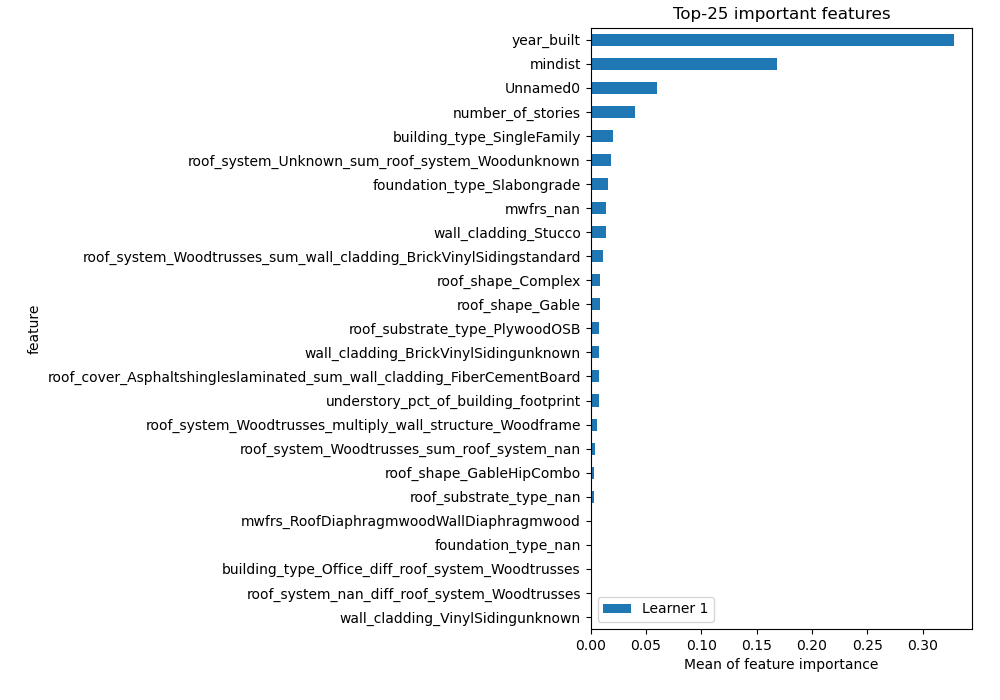 Top-25 important features
year_built
mindist
Unnamed0
number_of_stories
building_type_SingleFamily
roof_system_Unknown_sum_roof_system_Woodunknown
foundation_type_Slabongrade
mwfrs_nan
wall_cladding_Stucco
roof_system_Woodtrusses_sum_wall_cladding_BrickVinylSidingstandard
roof_shape_Complex
roof_shape_Gable
roof_substrate_type_PlywoodOSB
wall_cladding_BrickVinylSidingunknown
roof_cover_Asphaltshingleslaminated_sum_wall_cladding_FiberCementBoard
understory_pct_of_building_footprint
roof_system_Woodtrusses_multiply_wall_structure_Woodframe
roof_system_Woodtrusses_sum_roof_system_nan
roof_shape_GableHipCombo
roof_substrate_type_nan
mwfrs_RoofDiaphragmwoodWallDiaphragmwood
foundation_type_nan
building_type_Office_diff_roof_system_Woodtrusses
roof_system_nan_diff_roof_system_Woodtrusses
wall_cladding_VinylSidingunknown
feature
Learner 1
0.00 0.05 0.10 0.15 0.20 0.25 0.30
Mean of feature importance